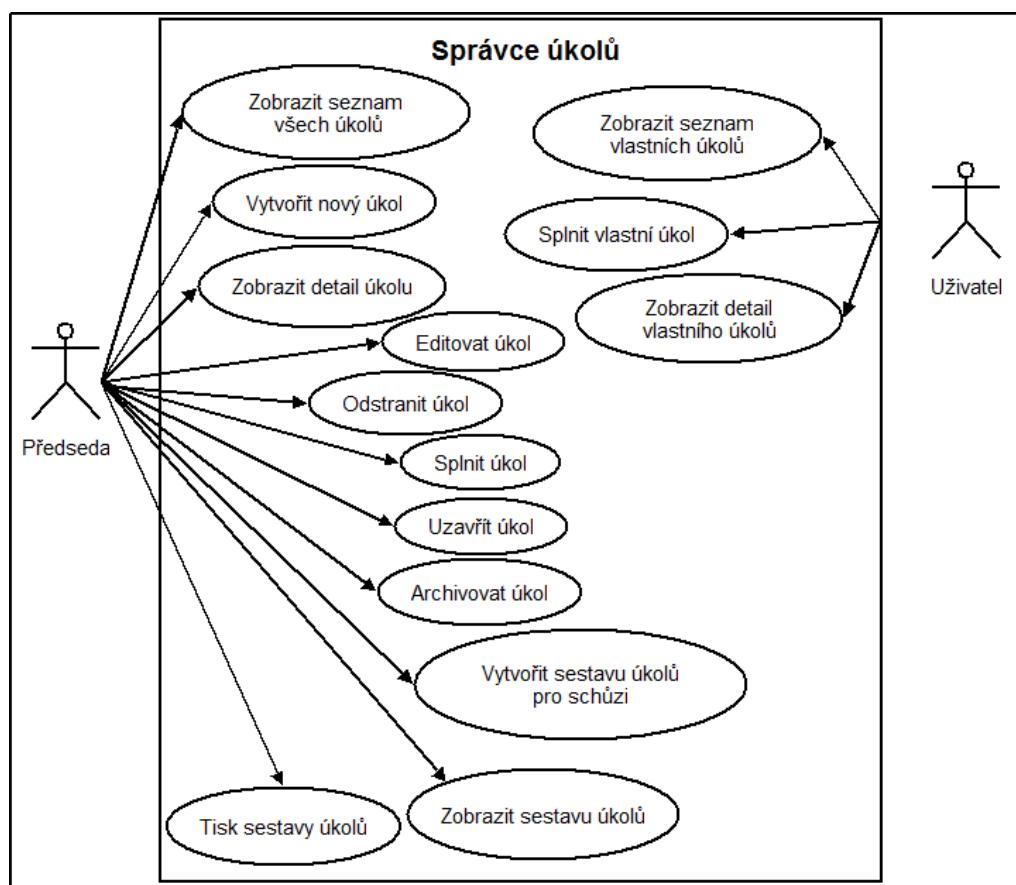 Správce úkolů
Zobrazit seznam
všech úkolů
Zobrazit seznam
vlastních úkolů
Vytvořit nový úkol
Splnit vlastní úkol
Zobrazit detail úkolu
Uživatel
Zobrazit detail
vlastního úkolů
Editovat úkol
Odstranit úkol
Předseda
Splnit úkol
Uzavřít úkol
Archivovat úkol
Vytvořit sestavu úkolů
pro schůzi
Zobrazit sestavu úkolů
Tisk sestavy úkolů